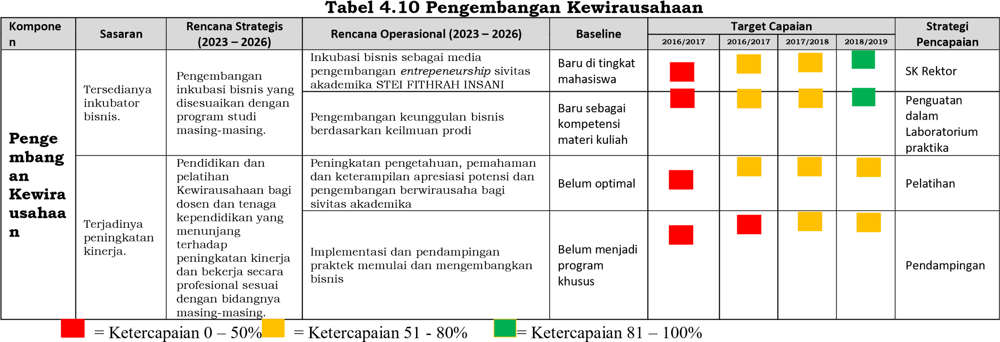 Tabel 4.10 Pengembangan Kewirausahaan
Kompone
n
Sasaran
Rencana Strategis
(2023 – 2026)
Rencana Operasional (2023 – 2026)
Baseline
Target Capaian
2016/2017
2016/2017
2017/2018
2018/2019
Strategi
Pencapaian
Penge
mbang
an
Kewira
usahaa
n
Tersedianya
inkubator
bisnis.
Pengembangan
inkubasi bisnis yang
disesuaikan dengan
program studi
masing-masing.
Inkubasi bisnis sebagai media
pengembangan entrepeneurship sivitas
akademika STEI FITHRAH INSANI
Baru di tingkat
mahasiswa
SK Rektor
Pengembangan keunggulan bisnis
berdasarkan keilmuan prodi
Baru sebagai
kompetensi
materi kuliah
Penguatan
dalam
Laboratorium
praktika
Terjadinya
peningkatan
kinerja.
Pendidikan dan
pelatihan
Kewirausahaan bagi
dosen dan tenaga
kependidikan yang
menunjang
terhadap
peningkatan kinerja
dan bekerja secara
profesional sesuai
dengan bidangnya
masing-masing.
Peningkatan pengetahuan, pemahaman
dan keterampilan apresiasi potensi dan
pengembangan berwirausaha bagi
sivitas akademika
Belum optimal
Pelatihan
Implementasi dan pendampingan
praktek memulai dan mengembangkan
bisnis
Belum menjadi
program
khusus
Pendampingan
= Ketercapaian 0 – 50%
= Ketercapaian 51 - 80%
= Ketercapaian 81 – 100%